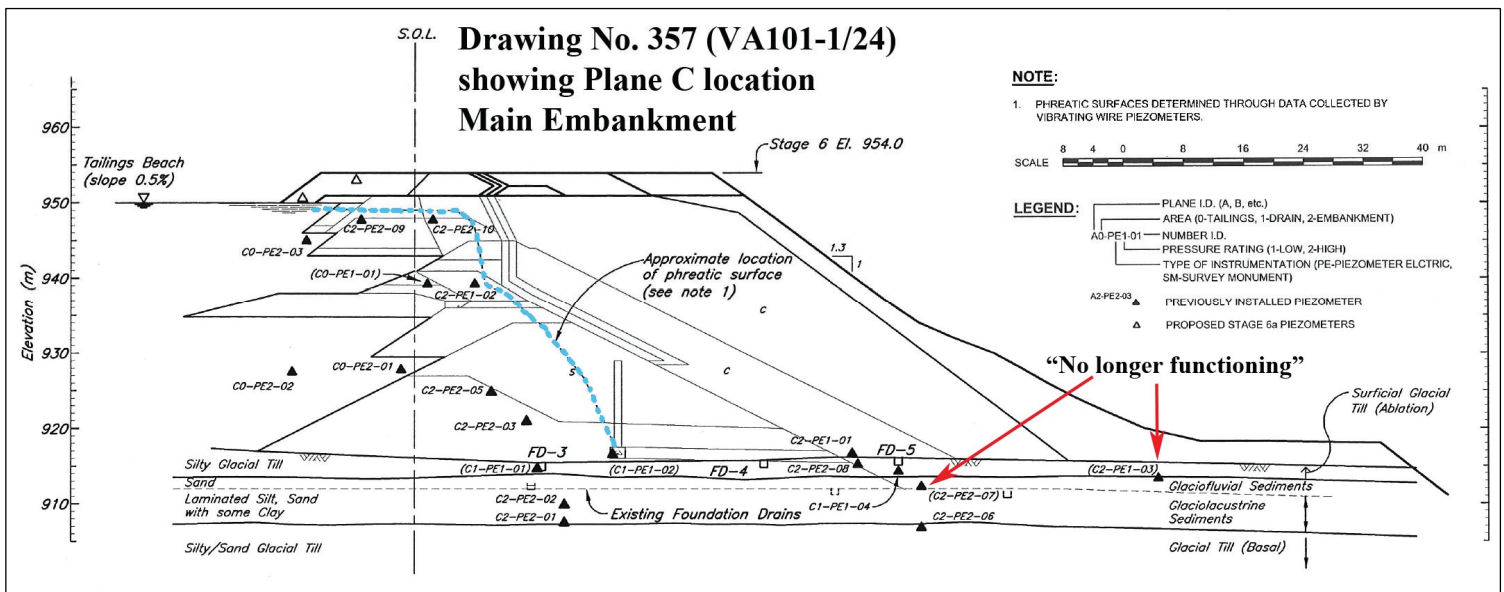 S.O.L.
Drawing No. 357 (VA101-1/24)
showing Plane C location
Main Embankment
NOTE:
1. PHREATIC SURFACES DETERMINED THROUGH DATA COLLECTED BY
VIBRATING WIRE PIEZOMETERS.
SCALE 8 4 0 8 16 24 32 40 m
LEGEND:
PLANE I.D. (A, B, etc.)
AREA (0-TAILINGS, 1-DRAIN, 2-EMBANKMENT)
A0-PE1-01
NUMBER I.D.
PRESSURE RATING (1-LOW, 2-HIGH)
TYPE OF INSTRUMENTATION (PE-PIEZOMETER ELCTRIC,
SM-SURVEY MONUMENT)
A2-PE2-03 PREVIOUSLY INSTALLED PIEZOMETER
PROPOSED STAGE 6a PIEZOMETERS
Elevation (m)
960
950
940
930
920
910
Tailings Beach
(slope 0.5%)
Stage 6 El. 954.0
C2-PE2-09
C2-PE2-10
C0-PE2-03
(C0-PE1-01)
C2-PE1-02
Approximate location
of phreatic surface
(see note 1)
1.3
1
c
s
c
C0-PE2-02
C0-PE2-01
C2-PE2-05
C2-PE2-03
“No longer functioning”
Surficial Glacial
Till (Ablation)
C2-PE1-01
Silty Glacial Till
FD-3
(C1-PE1-01)
(C1-PE1-02)
FD-4
C2-PE2-08
FD-5
(C2-PE1-03)
Sand
Glaciofluvial Sediments
Laminated Silt, Sand
with some Clay
C2-PE2-02
C2-PE2-01
Existing Foundation Drains
C1-PE1-04
(C2-PE2-07)
C2-PE2-06
Glaciolacustrine
Sediments
Silty/Sand Glacial Till
Glacial Till (Basal)